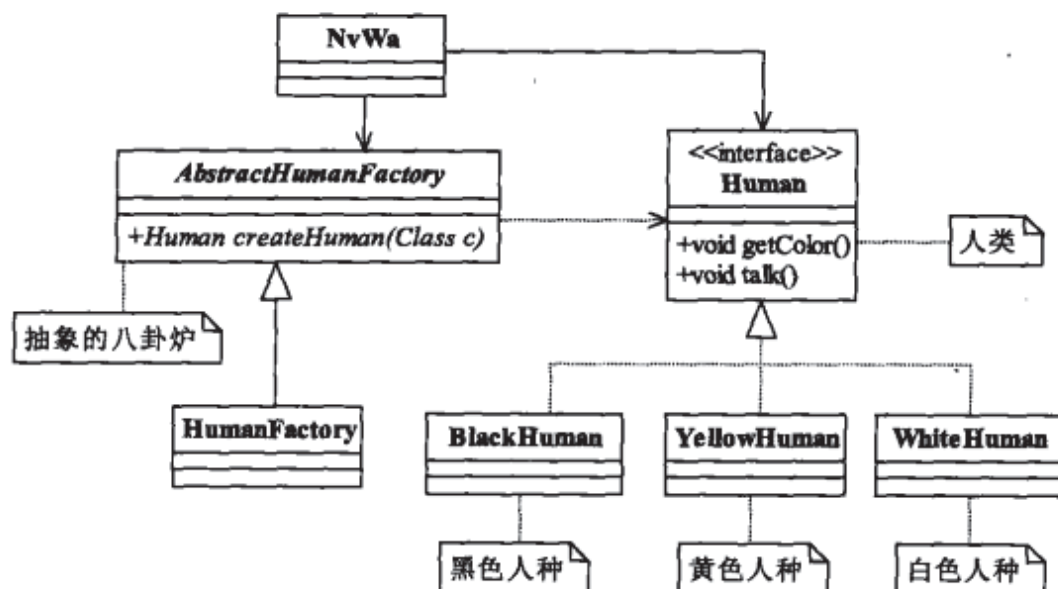 NvWa
AbstractHumanFactory
+Human createHuman(Class c)
抽象的八卦炉
<<interface>>
Human
+void getColor()
+void talk()
人类
HumanFactory
BlackHuman
YellowHuman
WhiteHuman
黑色人种
黄色人种
白色人种